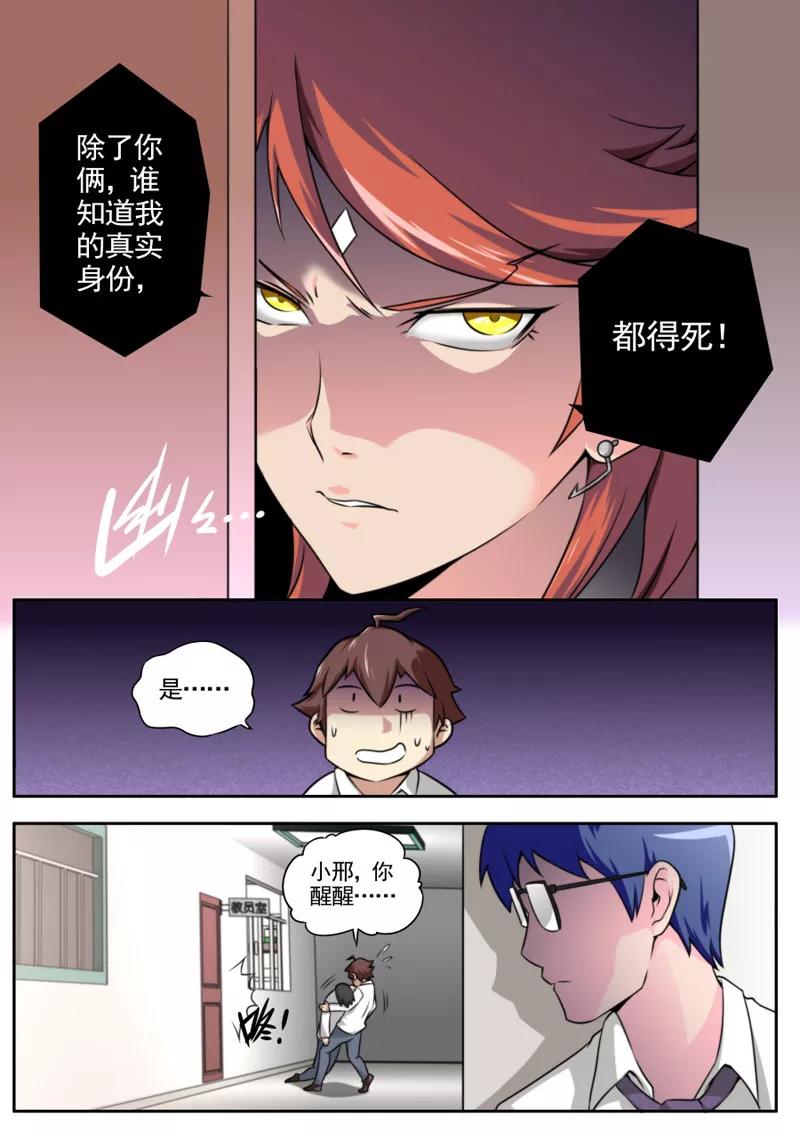 除了你
俩，谁
知道我
的真实
身份，
都得死！
是……
小邢，你
醒醒……
教员室
咚！